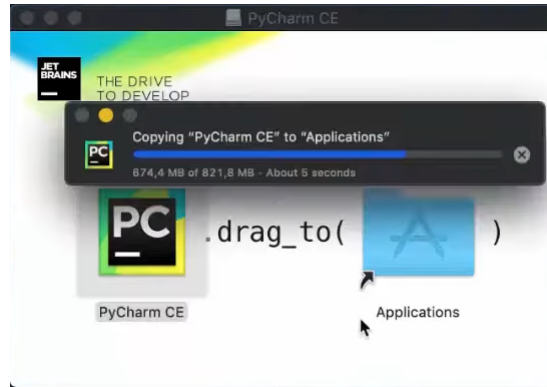 PyCharm CE
JET
BRAINS
THE DRIVE
TO DEVELOP
Copying “PyCharm CE” to “Applications”
PC
674,4 MB of 821,8 MB - About 5 seconds
PC
.drag_to( )
PyCharm CE
Applications